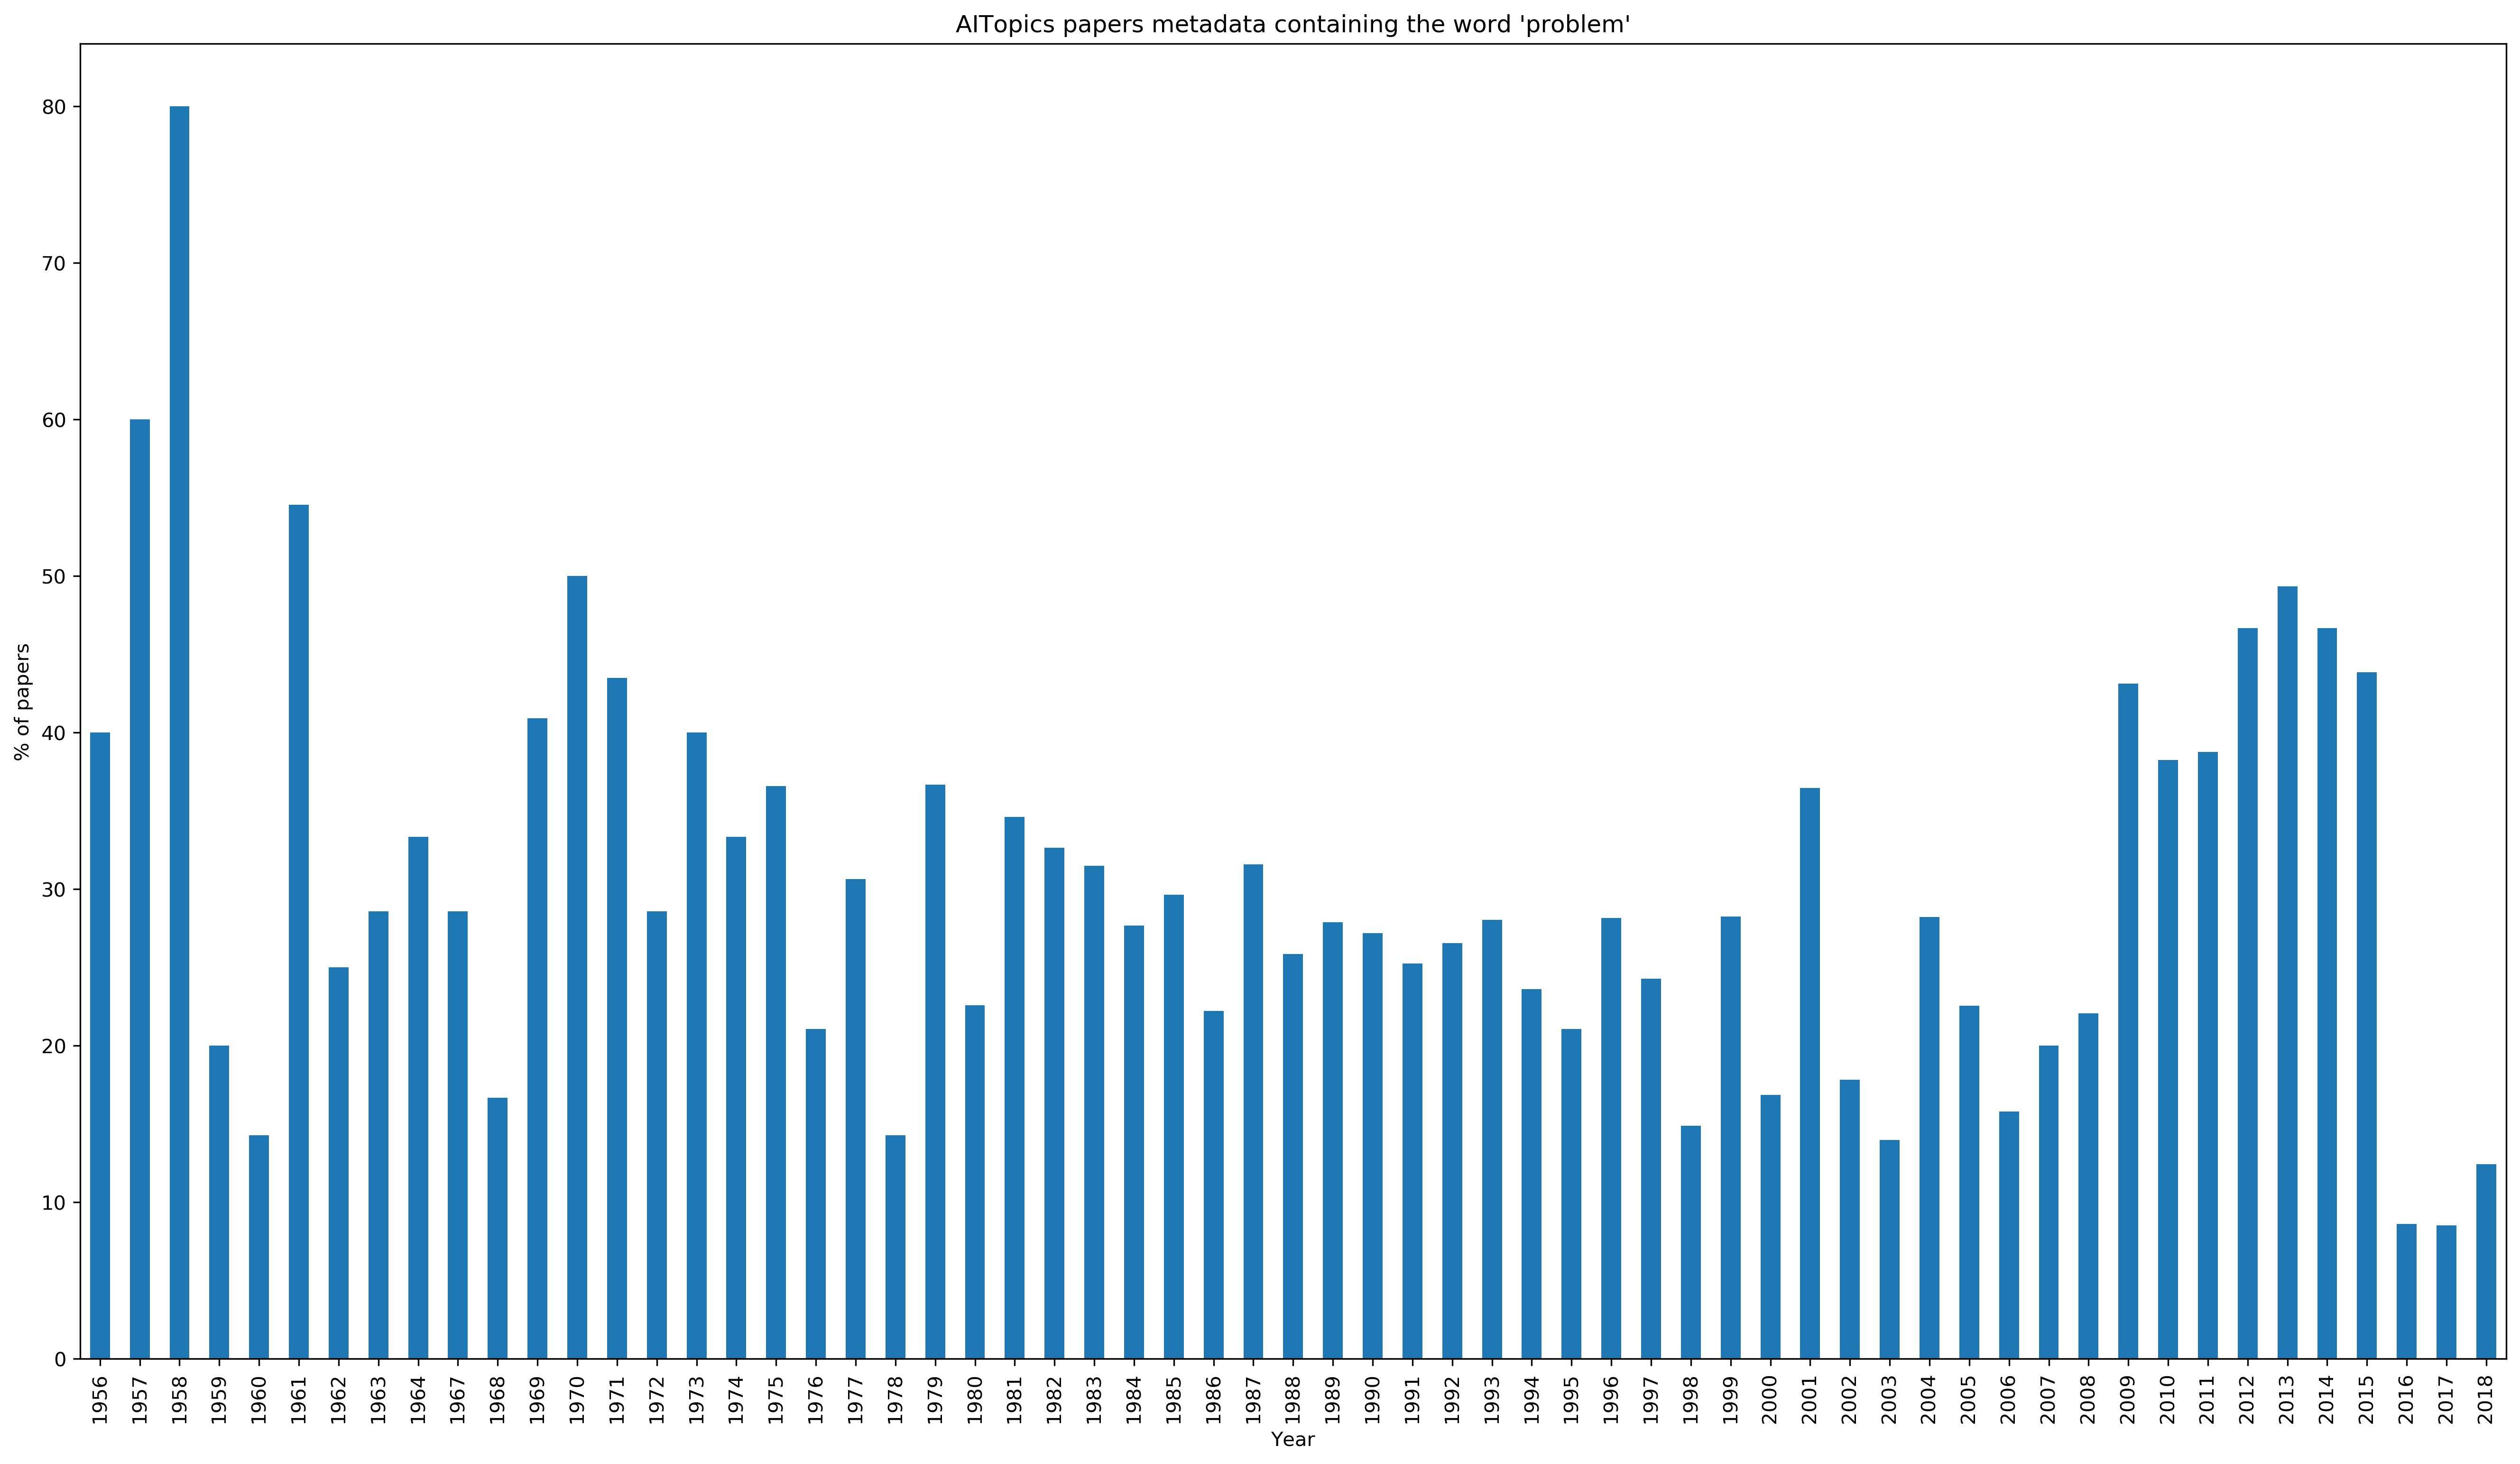 AITopics papers metadata containing the word 'problem'
% of papers
80
70
60
50
40
30
20
10
0
1956 1957 1958 1959 1960 1961 1962 1963 1964 1967 1968 1969 1970 1971 1972 1973 1974 1975 1976 1977 1978 1979 1980 1981 1982 1983 1984 1985 1986 1987 1988 1989 1990 1991 1992 1993 1994 1995 1996 1997 1998 1999 2000 2001 2002 2003 2004 2005 2006 2007 2008 2009 2010 2011 2012 2013 2014 2015 2016 2017 2018
Year